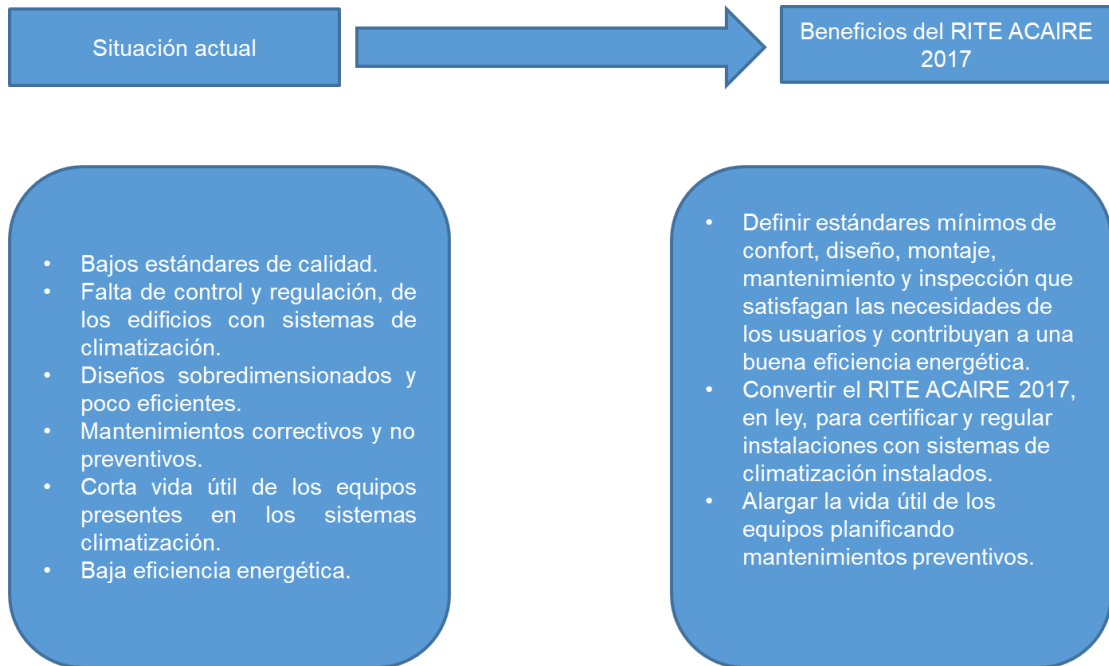 Situación actual
Beneficios del RITE ACAIRE
2017
• Bajos estándares de calidad.
• Falta de control y regulación, de
los edificios con sistemas de
climatización.
• Diseños sobredimensionados y
poco eficientes.
• Mantenimientos correctivos y no
preventivos.
• Corta vida útil de los equipos
presentes en los sistemas
climatización.
• Baja eficiencia energética.
• Definir estándares mínimos de
confort, diseño, montaje,
mantenimiento y inspección que
satisfagan las necesidades de
los usuarios y contribuyan a una
buena eficiencia energética.
• Convertir el RITE ACAIRE 2017,
en ley, para certificar y regular
instalaciones con sistemas de
climatización instalados.
• Alargar la vida útil de los
equipos planificando
mantenimientos preventivos.